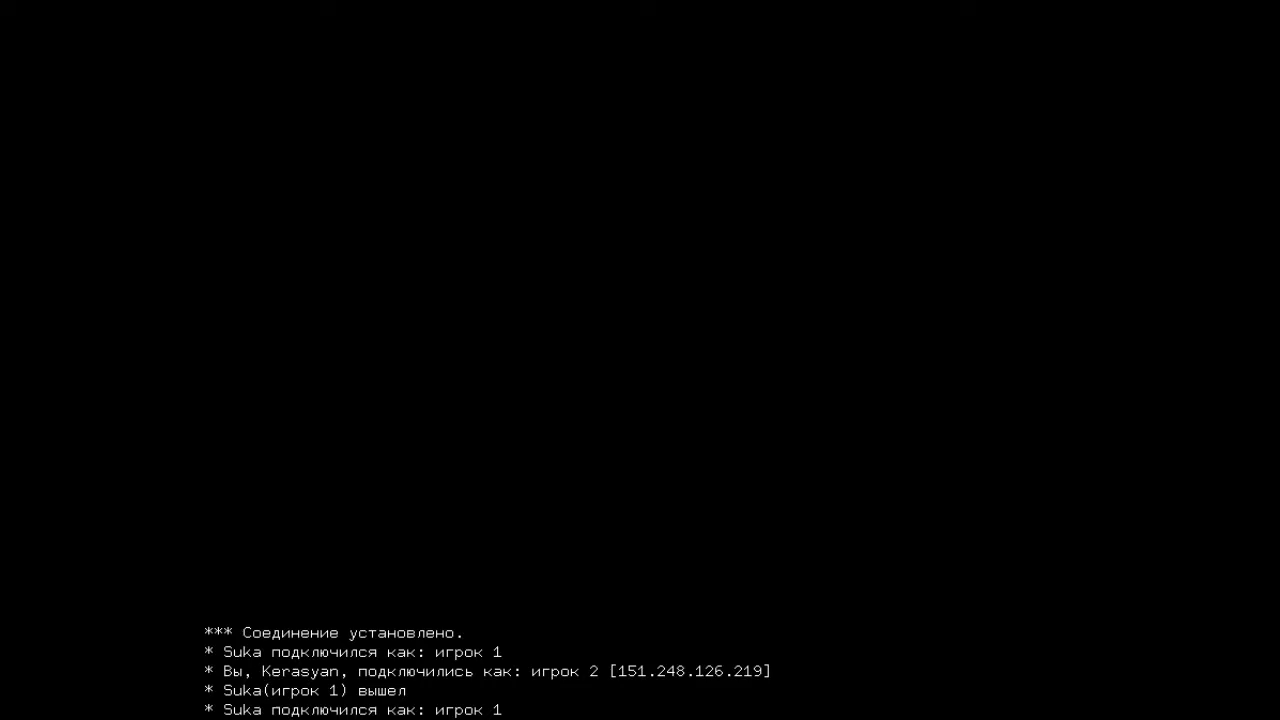 *** Соединение установлено.
* Suka подключился как: игрок 1
* Вы, Kerasyan, подключились как: игрок 2 [151.248.126.219]
* Suka(игрок 1) вышел
* Suka подключился как: игрок 1